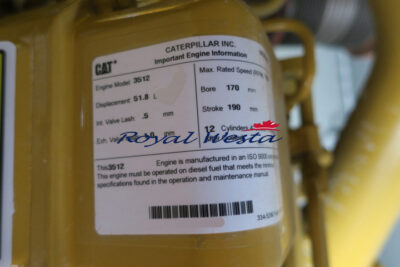 CATERPILLAR INC.
CAT
Important Engine Information
Engine Model 3512
Max. Rated Speed
Displacement 51.8 L
Bore 170 mm
Int. Valve Lash .5 mm
Stroke 190 mm
Exh. mm
12 Cylinders
Royal Westa
This 3512 Engine is manufactured in an ISO 9000
This engine must be operated on diesel fuel that meets the
specifications found in the operation and maintenance manual.